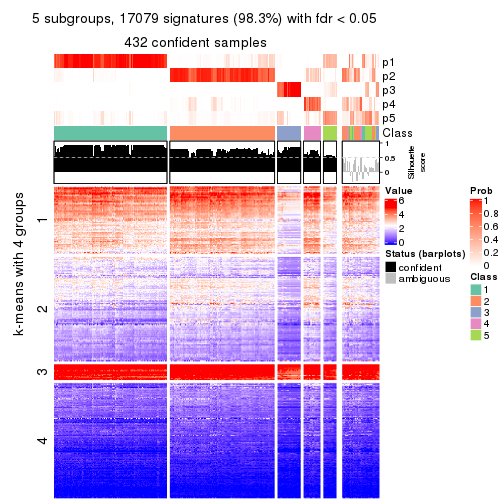 5 subgroups, 17079 signatures (98.3%) with fdr < 0.05
432 confident samples
p1
p2
p3
p4
p5
Class
1
0.5
0
Silhouette
score
k-means with 4 groups
1
2
3
4
Value
6
4
2
0
Status (barplots)
confident
ambiguous
Prob
1
0.8
0.6
0.4
0.2
0
Class
1
2
3
4
5